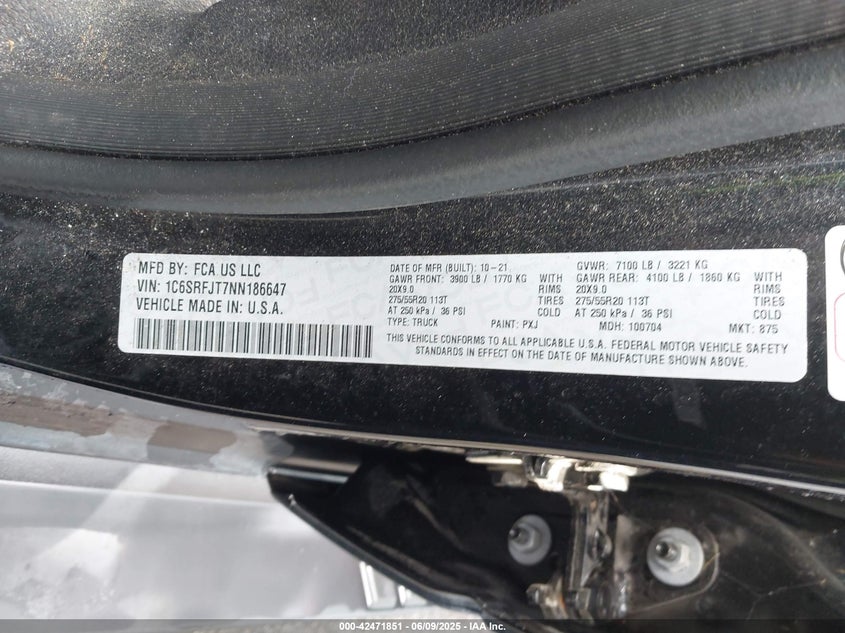 MFD BY: FCA US LLC
VIN: 1C6SRFJT7NN186647
VEHICLE MADE IN U.S.A.
DATE OF MFR (BUILT): 10-21 GVWR: 7100 LB / 3221 KG
GAWR FRONT: 3900 LB / 1770 KG WITH GAWR REAR: 4100 LB / 1860 KG WITH
20X9.0 RIMS 20X9.0 RIMS
275/55R20 113T TIRES 275/55R20 113T TIRES
AT 250 kPa / 36 PSI COLD AT 250 kPa / 36 PSI COLD
TYPE: TRUCK PAINT: PXJ MDH: 100704 MKT: 875
THIS VEHICLE CONFORMS TO ALL APPLICABLE U.S.A. FEDERAL MOTOR VEHICLE SAFETY
STANDARDS IN EFFECT ON THE DATE OF MANUFACTURE SHOWN ABOVE.
000-42471851 - 06/09/2025 - IAA